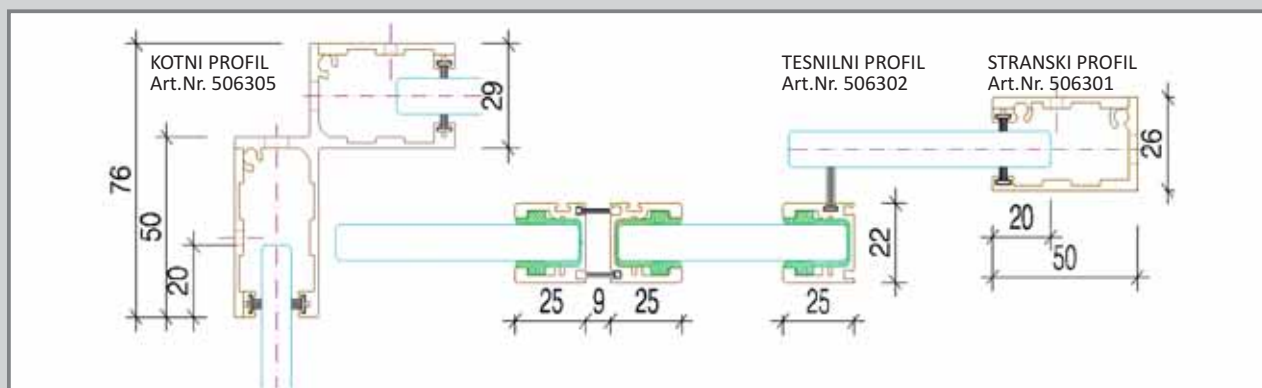 KOTNI PROFIL
Art.Nr. 506305
TESNILNI PROFIL
Art.Nr. 506302
STRANSKI PROFIL
Art.Nr. 506301
76
50
20
29
25
9
25
22
25
26
20
50